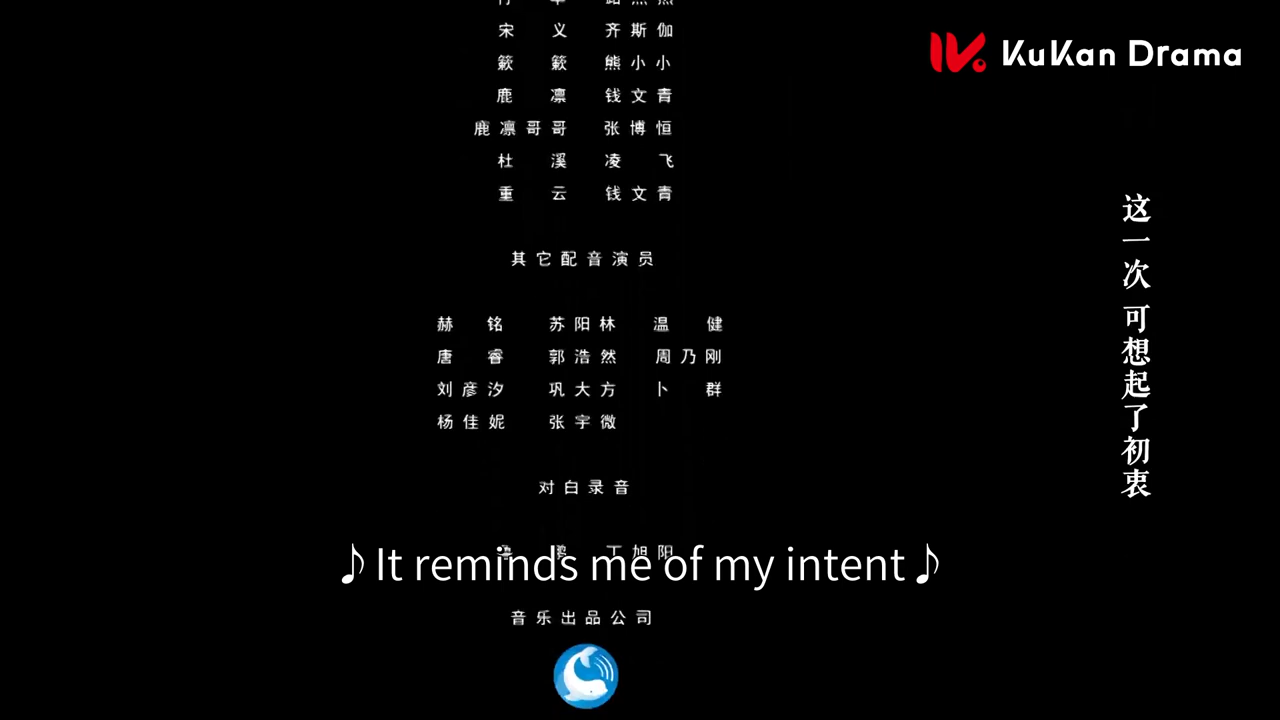 宋 义 齐斯伽
簌 簌 熊小小
鹿 凛 钱文青
鹿凛哥哥 张博恒
杜 溪 凌 飞
重 云 钱文青
其它配音演员
赫 铭 苏阳林 温 健
唐 睿 郭浩然 周乃刚
刘彦汐 巩大方 卜 群
杨佳妮 张宇微
对白录音
丁旭阳
♪It reminds me of my intent♪
音乐出品公司
KuKan Drama
这一次 可想起了初衷